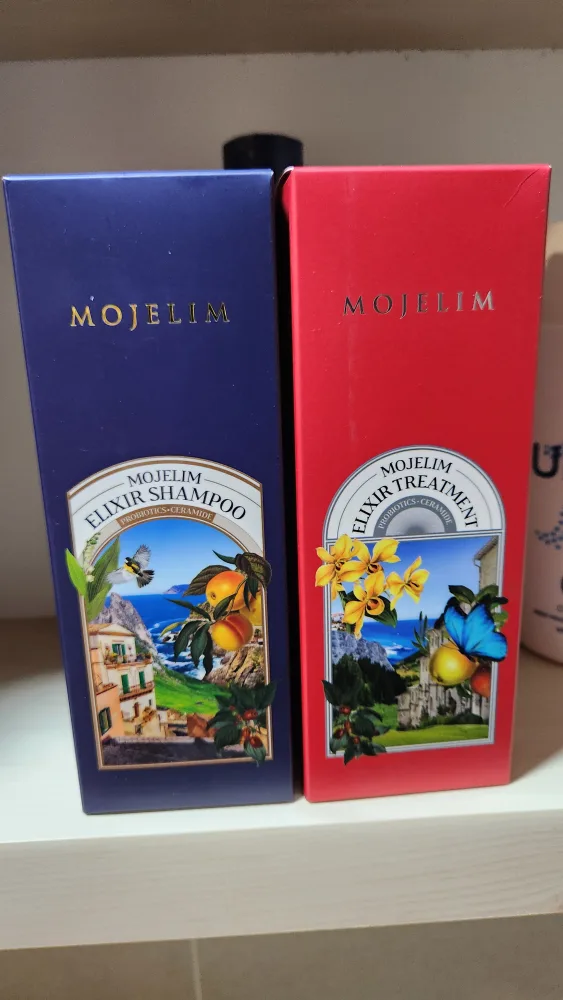 MOJELIM
MOJELIM
ELIXIR SHAMPOO
PROBIOTICS•CERAMIDE
MOJELIM
MOJELIM
ELIXIR TREATMENT
PROBIOTICS•CERAMIDE
U